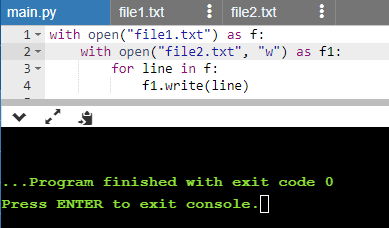 main.py file1.txt file2.txt
1 with open("file1.txt") as f:
2 with open("file2.txt", "w") as f1:
3 for line in f:
4 f1.write(line)
...Program finished with exit code 0
Press ENTER to exit console.